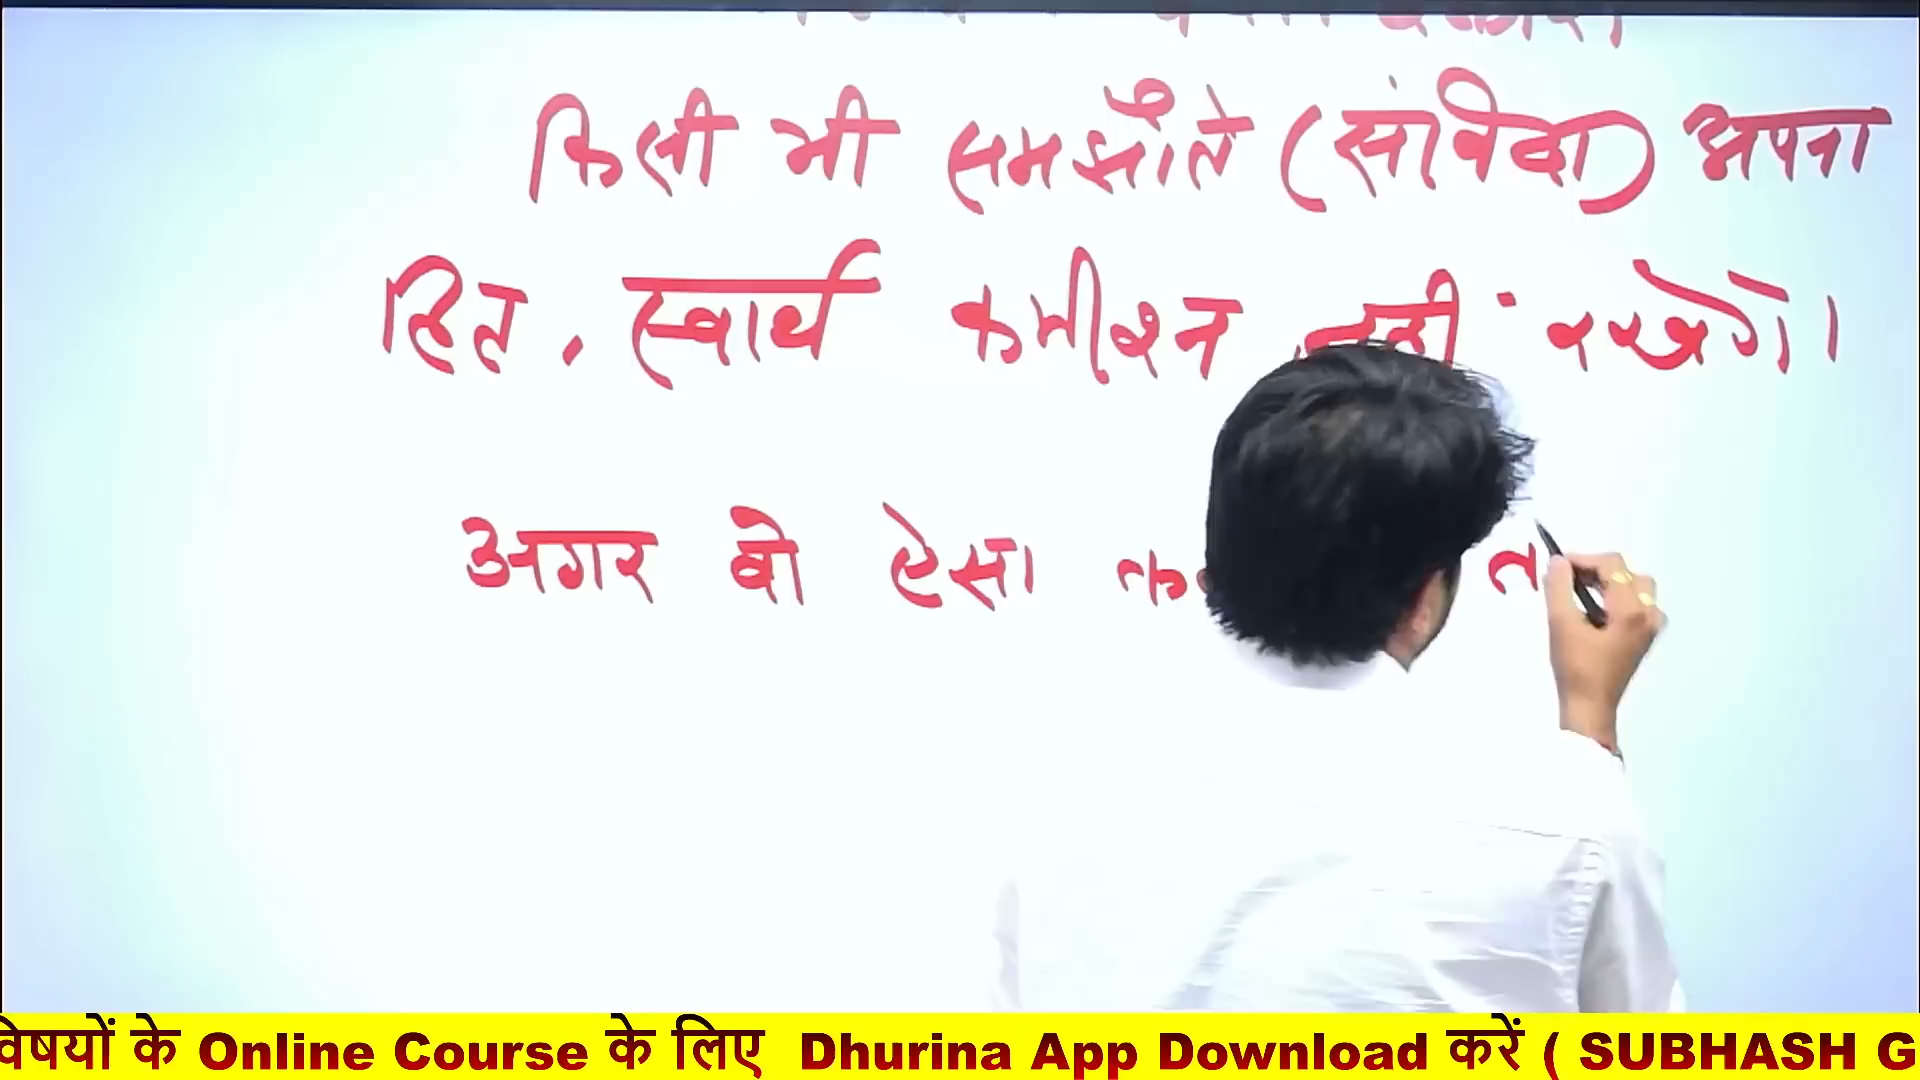 किसी भी समझौते (संविदा) अपना
हित, स्वार्थ कमीशन नहीं रखेगें।
अगर वो ऐसा
विषयों के Online Course के लिए Dhurina App Download करें ( SUBHASH G